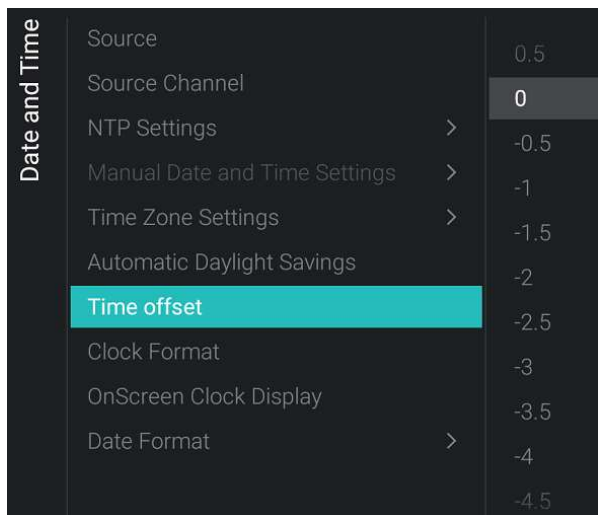 Date and Time
Source
Source Channel
NTP Settings >
Manual Date and Time Settings >
Time Zone Settings >
Automatic Daylight Savings
Time offset
Clock Format
OnScreen Clock Display
Date Format >
0.5
0
-0.5
-1
-1.5
-2
-2.5
-3
-3.5
-4
-4.5